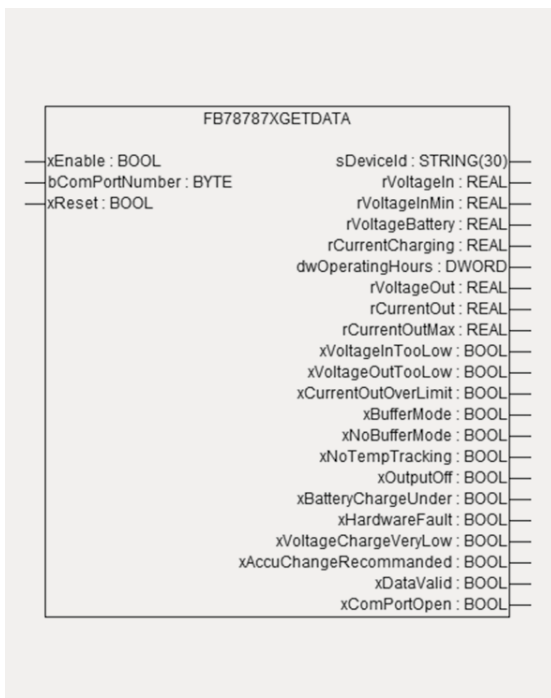 FB78787XGETDATA
xEnable : BOOL
bComPortNumber : BYTE
xReset : BOOL
sDeviceId : STRING(30)
rVoltageIn : REAL
rVoltageInMin : REAL
rVoltageBattery : REAL
rCurrentCharging : REAL
dwOperatingHours : DWORD
rVoltageOut : REAL
rCurrentOut : REAL
rCurrentOutMax : REAL
xVoltageInTooLow : BOOL
xVoltageOutTooLow : BOOL
xCurrentOutOverLimit : BOOL
xBufferMode : BOOL
xNoBufferMode : BOOL
xNoTempTracking : BOOL
xOutputOff : BOOL
xBatteryChargeUnder : BOOL
xHardwareFault : BOOL
xVoltageChargeVeryLow : BOOL
xAccuChangeRecommanded : BOOL
xDataValid : BOOL
xComPortOpen : BOOL